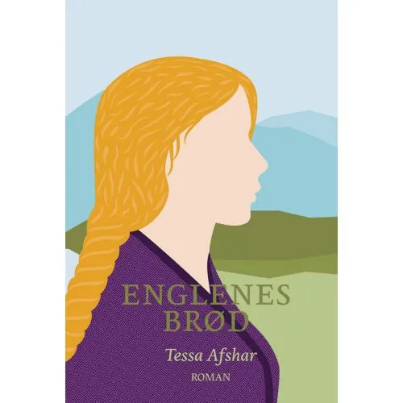 ENGLENES
BRØD
Tessa Afshar
ROMAN